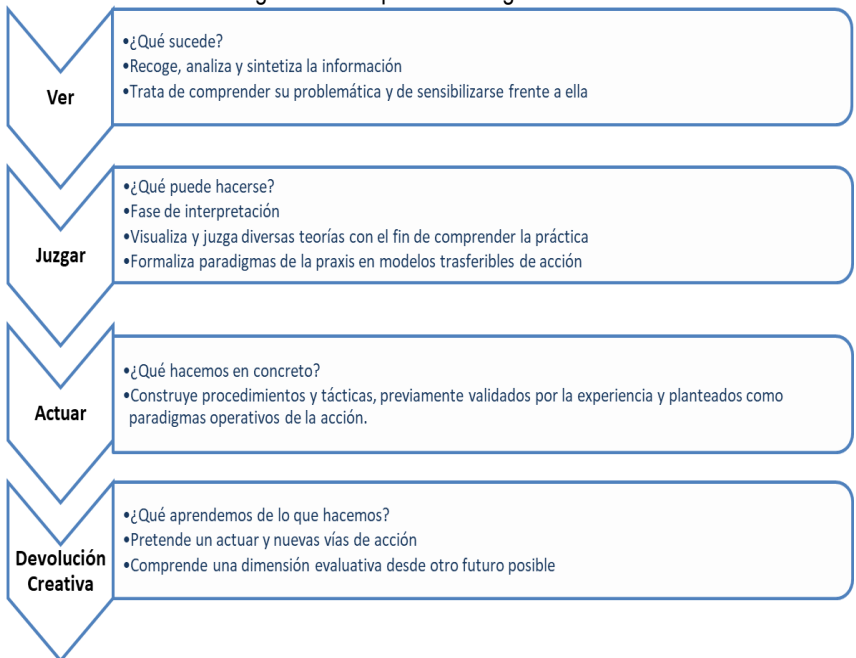 Ver
•¿Qué sucede?
•Recoge, analiza y sintetiza la información
•Trata de comprender su problemática y de sensibilizarse frente a ella
Juzgar
•¿Qué puede hacerse?
•Fase de interpretación
•Visualiza y juzga diversas teorías con el fin de comprender la práctica
•Formaliza paradigmas de la praxis en modelos trasferibles de acción
Actuar
•¿Qué hacemos en concreto?
•Construye procedimientos y tácticas, previamente validados por la experiencia y planteados como
paradigmas operativos de la acción.
Devolución
Creativa
•¿Qué aprendemos de lo que hacemos?
•Pretende un actuar y nuevas vías de acción
•Comprende una dimensión evaluativa desde otro futuro posible